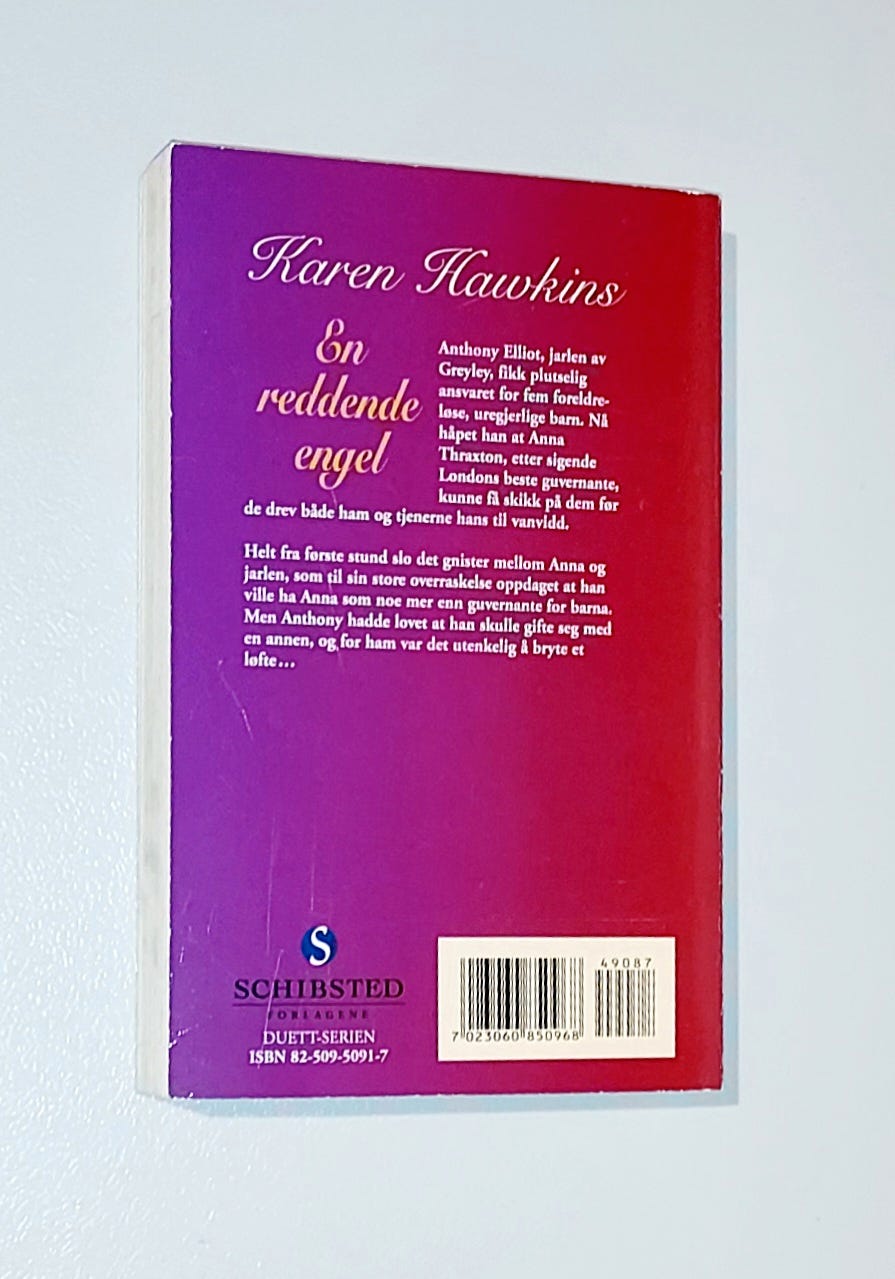 Karen Hawkins
En
reddende
engel
Anthony Elliot, jarlen av
Greyley, fikk plutselig
ansvaret for fem foreldre-
løse, uregjerlige barn. Nå
håpet han at Anna
Thraxton, etter sigende
Londons beste guvernante,
kunne få skikk på dem før
de drev både ham og tjenerne hans til vanvidd.
Helt fra første stund slo det gnister mellom Anna og
jarlen, som til sin store overraskelse oppdaget at han
ville ha Anna som noe mer enn guvernante for barna.
Men Anthony hadde lovet at han skulle gifte seg med
en annen, og for ham var det utenkelig å bryte et
løfte...
S
SCHIBSTED
FORLAGENE
DUETT-SERIEN
ISBN 82-509-5091-7
49087
7 023060 850968